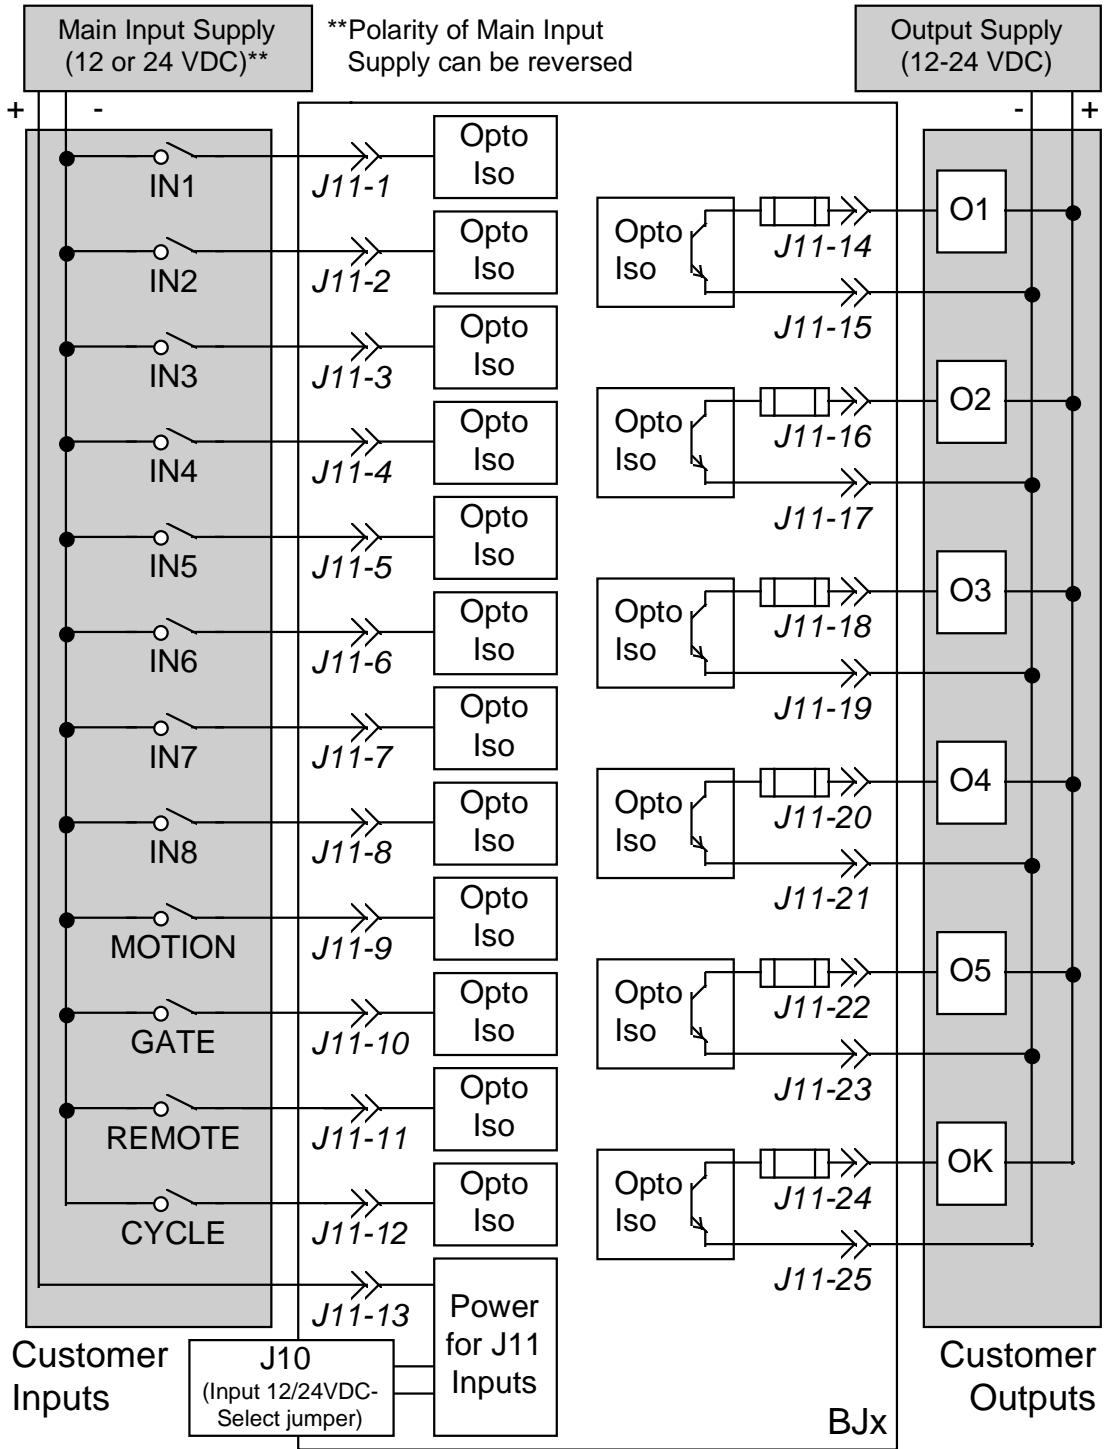 Main Input Supply
(12 or 24 VDC)**
**Polarity of Main Input
Supply can be reversed
Output Supply
(12-24 VDC)
+
-
-
+
IN1
J11-1
Opto
Iso
IN2
J11-2
Opto
Iso
IN3
J11-3
Opto
Iso
IN4
J11-4
Opto
Iso
IN5
J11-5
Opto
Iso
IN6
J11-6
Opto
Iso
IN7
J11-7
Opto
Iso
IN8
J11-8
Opto
Iso
MOTION
J11-9
Opto
Iso
GATE
J11-10
Opto
Iso
REMOTE
J11-11
Opto
Iso
CYCLE
J11-12
Opto
Iso
J11-13
Power
for J11
Inputs
J10
(Input 12/24VDC-
Select jumper)
Customer
Inputs
Opto
Iso
J11-14
O1
J11-15
Opto
Iso
J11-16
O2
J11-17
Opto
Iso
J11-18
O3
J11-19
Opto
Iso
J11-20
O4
J11-21
Opto
Iso
J11-22
O5
J11-23
Opto
Iso
J11-24
OK
J11-25
BJx
Customer
Outputs